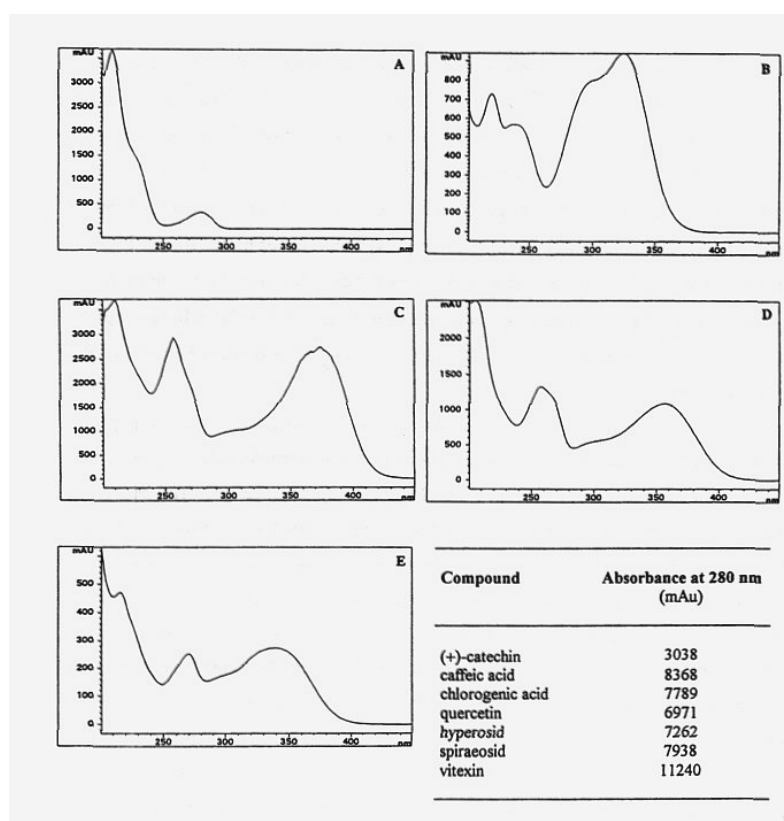 mAU
A
3000
2500
2000
1500
1000
500
0
250
300
350
400
nm
mAU
B
800
700
600
500
400
300
200
100
0
250
300
350
400
nm
mAU
C
3000
2500
2000
1500
1000
500
0
250
300
350
400
nm
mAU
D
2000
1500
1000
500
0
250
300
350
400
nm
mAU
E
500
400
300
200
100
0
250
300
350
400
nm
Compound Absorbance at 280 nm
(mAu)
(+)-catechin 3038
caffeic acid 8368
chlorogenic acid 7789
quercetin 6971
hyperosid 7262
spiraeosid 7938
vitexin 11240